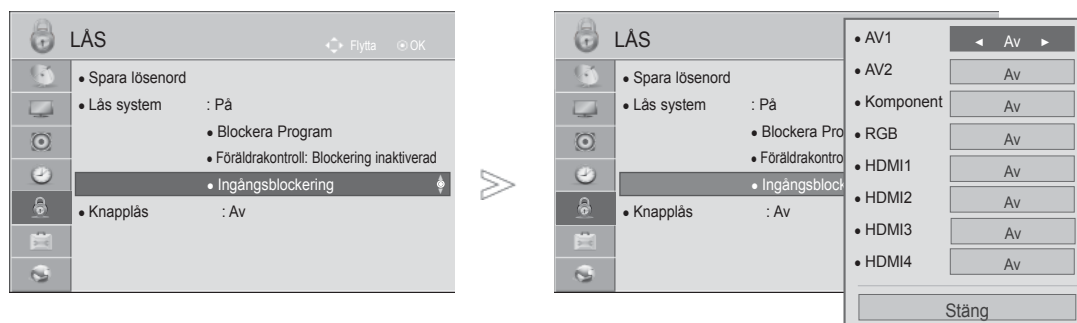 LÅS
Flytta
OK
• Spara lösenord
• Lås system : På
• Blockera Program
• Föräldrakontroll: Blockering inaktiverad
• Ingångsblockering
• Knapplås : Av
LÅS
• Spara lösenord
• Lås system : På
• Blockera Pro
• Föräldrakontro
• Ingångsblock
• Knapplås : Av
• AV1 ◄ Av ►
• AV2 Av
• Komponent Av
• RGB Av
• HDMI1 Av
• HDMI2 Av
• HDMI3 Av
• HDMI4 Av
Stäng